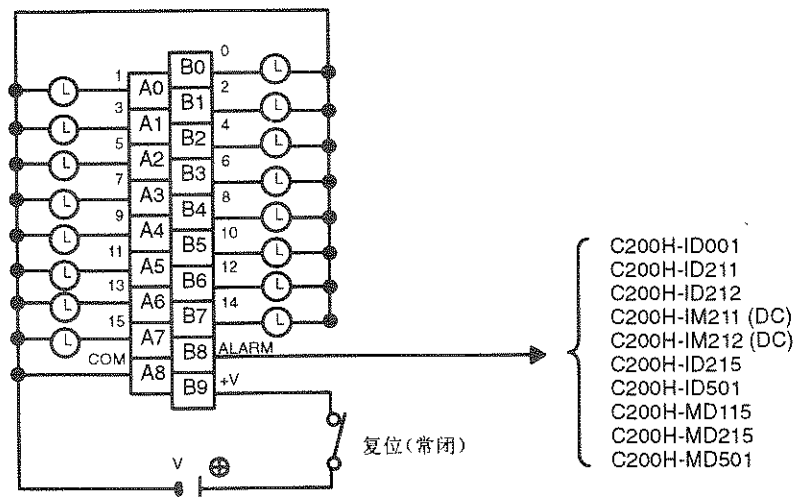 0
B0
L
1
L
A0
2
B1
L
3
L
A1
4
B2
L
5
L
A2
6
B3
L
7
L
A3
8
B4
L
9
L
A4
10
B5
L
11
L
A5
12
B6
L
13
L
A6
14
B7
L
15
L
A7
B8
ALARM
COM
A8
B9
+V
复位(常闭)
V
C200H-ID001
C200H-ID211
C200H-ID212
C200H-IM211 (DC)
C200H-IM212 (DC)
C200H-ID215
C200H-ID501
C200H-MD115
C200H-MD215
C200H-MD501